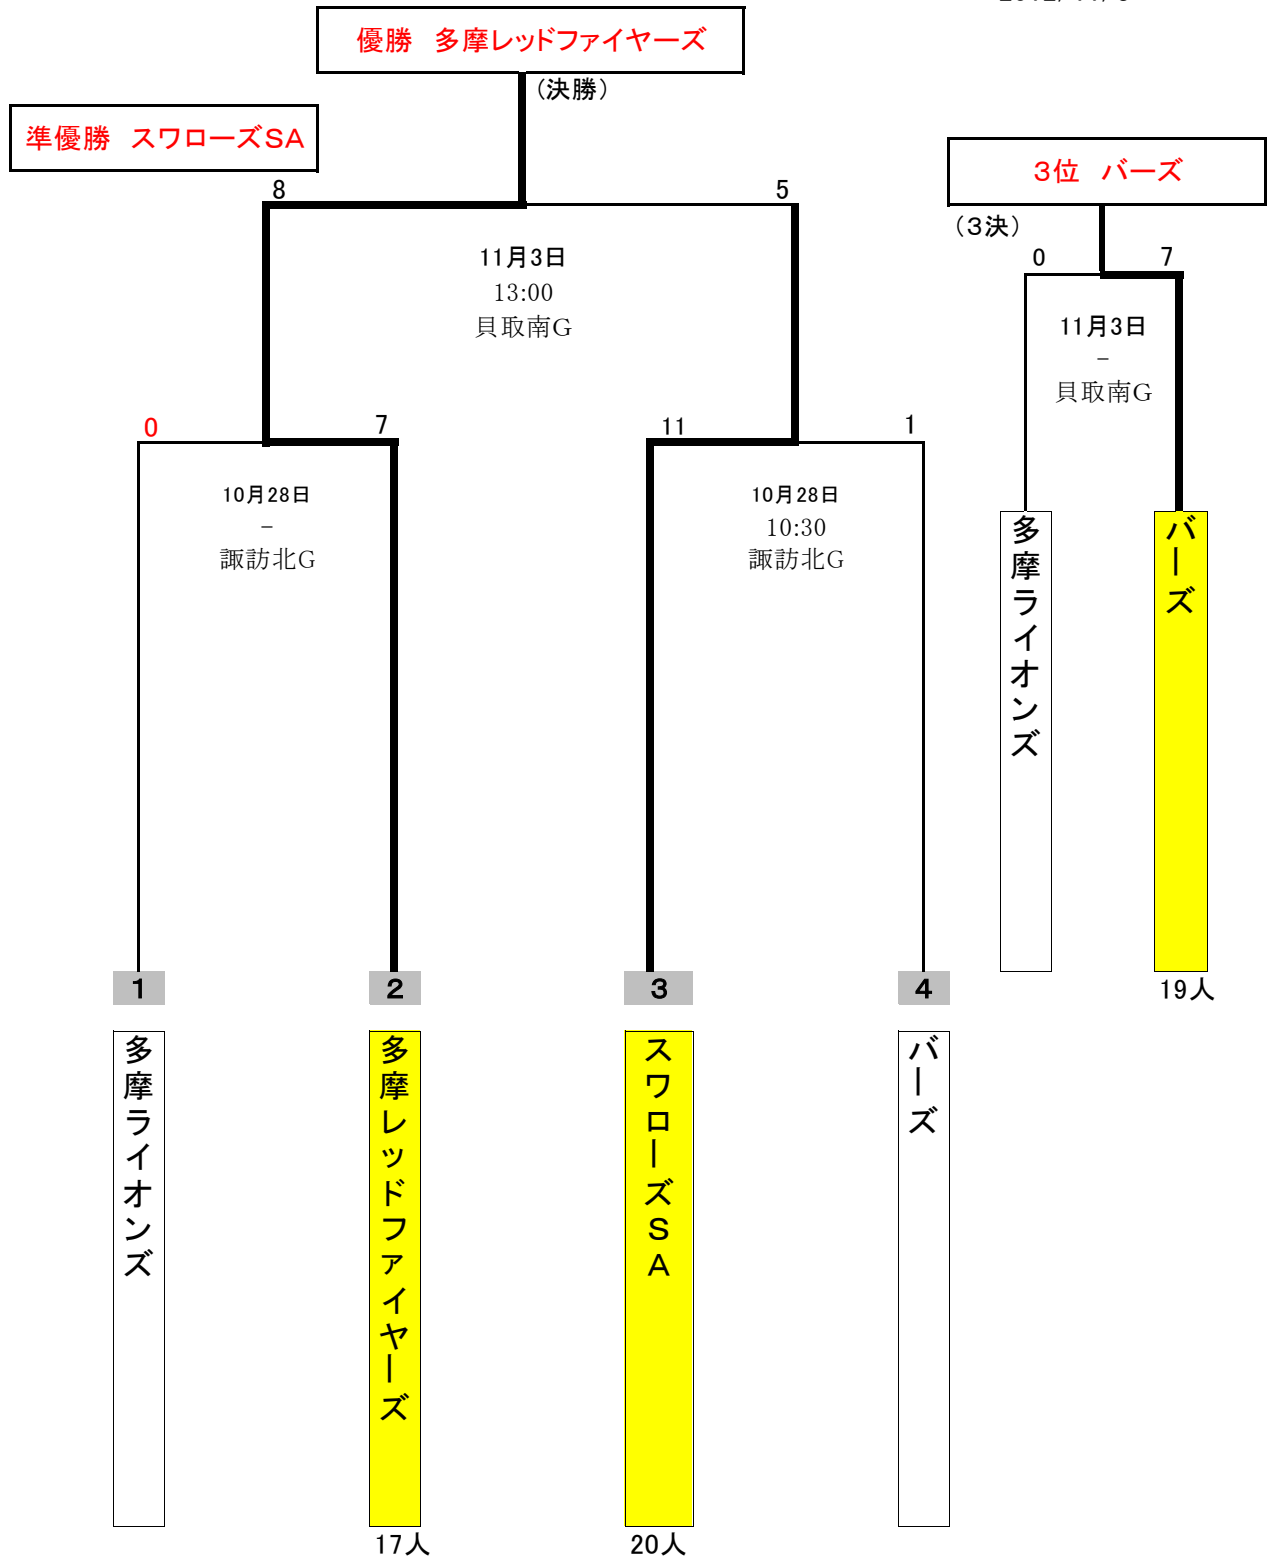 優勝　多摩レッドファイヤーズ
(決勝)
準優勝　スワローズSA
3位　バーズ
8
5
(3決)
0
7
11月3日
13:00
貝取南G
11月3日
－
貝取南G
0
7
11
1
10月28日
－
諏訪北G
10月28日
10:30
諏訪北G
多摩ライオンズ
バーズ
1
2
3
4
19人
多摩ライオンズ
多摩レッドファイヤーズ
スワローズSA
バーズ
17人
20人